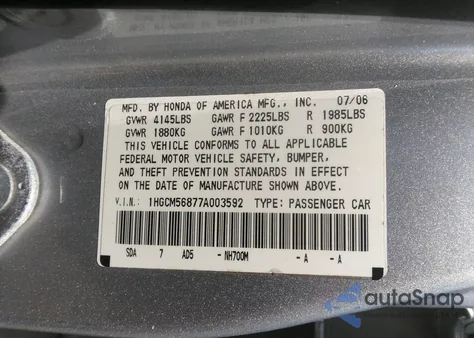 MFD. BY HONDA OF AMERICA MFG., INC. 07/06
GVWR 4145LBS GAWR F 2225LBS R 1985LBS
GVWR 1880KG GAWR F 1010KG R 900KG
THIS VEHICLE CONFORMS TO ALL APPLICABLE
FEDERAL MOTOR VEHICLE SAFETY, BUMPER,
AND THEFT PREVENTION STANDARDS IN EFFECT
ON THE DATE OF MANUFACTURE SHOWN ABOVE.
V.I.N.: 1HGCM56877A003592 TYPE: PASSENGER CAR
SDA 7 AD5 - NH700M - A - A
autoSnap